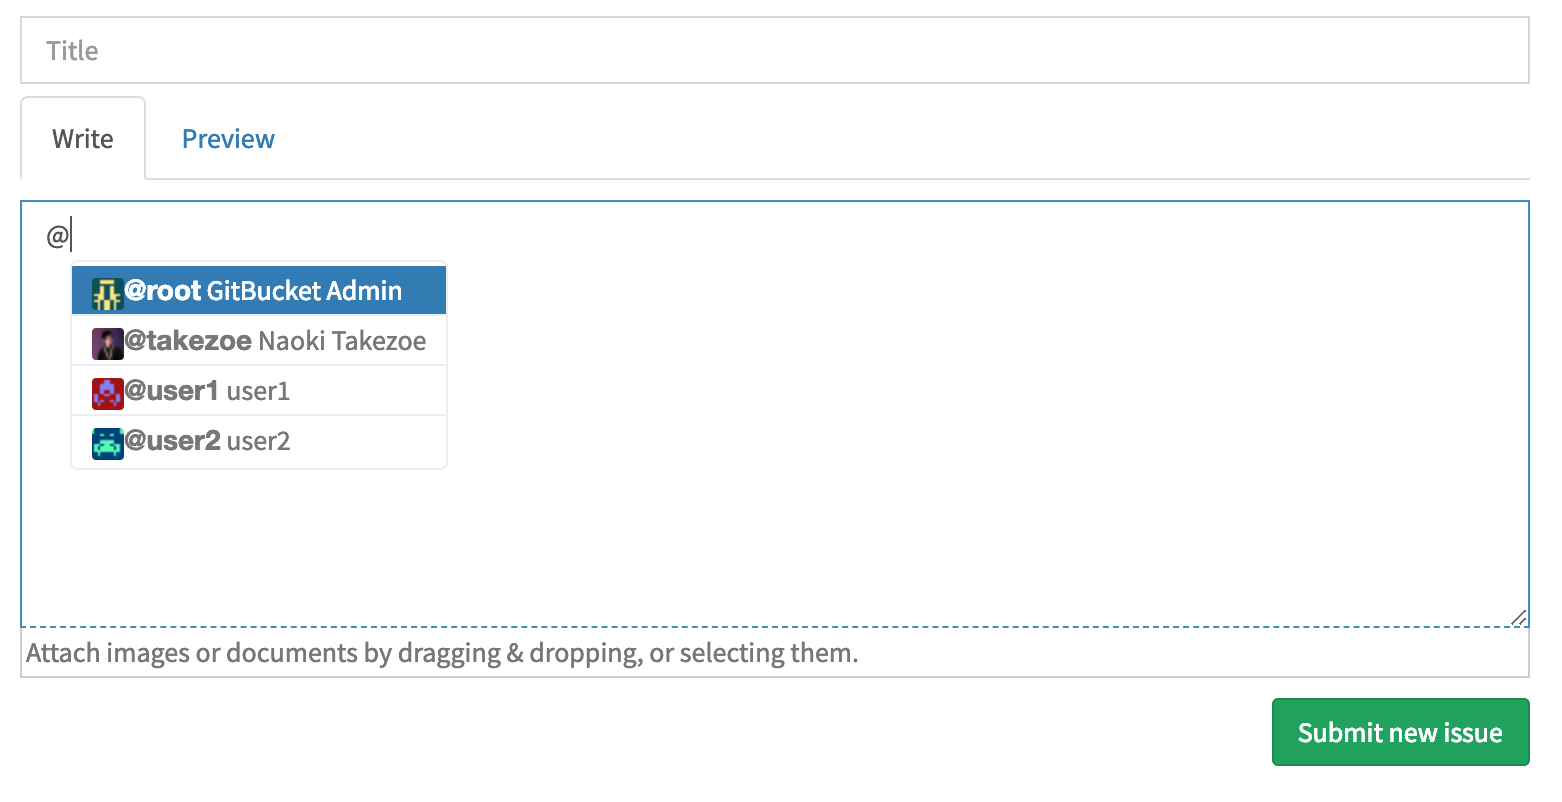 Title
Write Preview
@
@root GitBucket Admin
@takezoe Naoki Takezoe
@user1 user1
@user2 user2
Attach images or documents by dragging & dropping, or selecting them.
Submit new issue